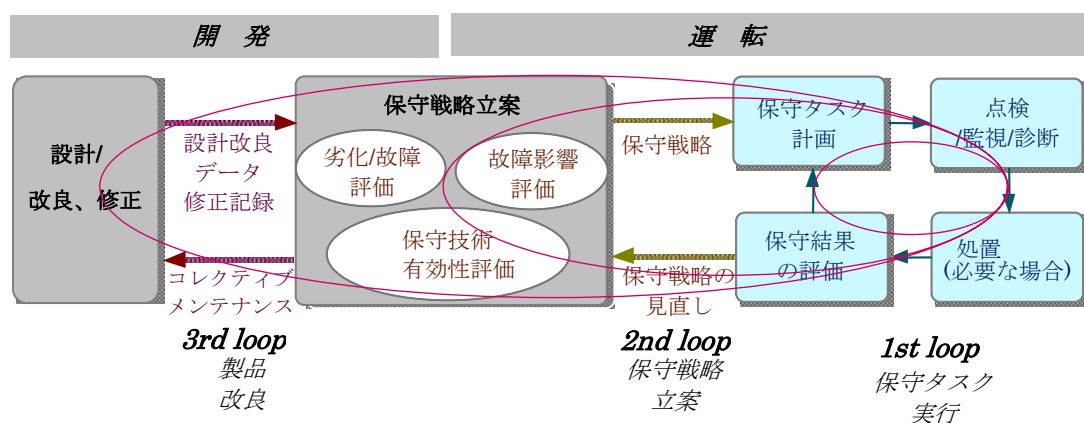 開　発
運　転
設計/
改良、修正
設計改良
データ
修正記録
コレクティブ
メンテナンス
保守戦略立案
劣化/故障
評価
故障影響
評価
保守技術
有効性評価
保守戦略
保守戦略の
見直し
保守タスク
計画
点検
/監視/診断
保守結果
の評価
処置
(必要な場合)
3rd loop
製品
改良
2nd loop
保守戦略
立案
1st loop
保守タスク
実行